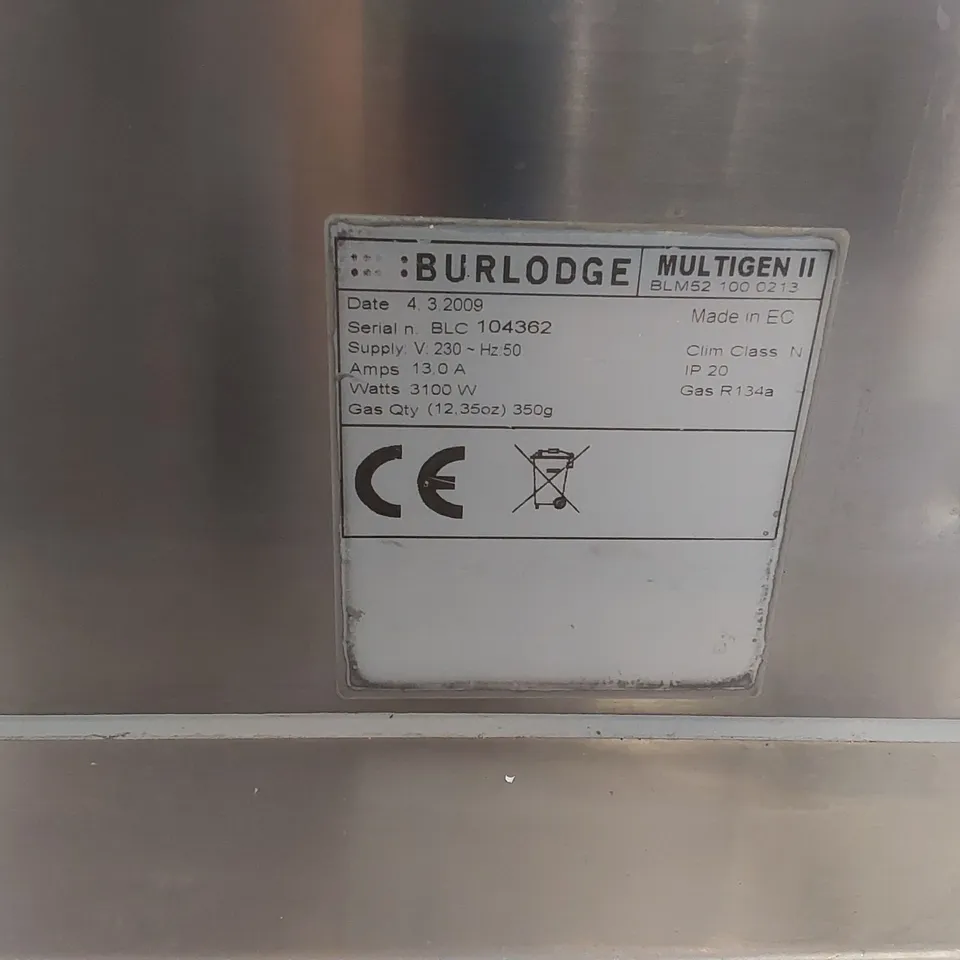 :BURLODGE MULTIGEN II
BLM52 100 0213
Date 4. 3.2009
Made in EC
Serial n. BLC 104362
Supply: V: 230 ~ Hz:50 Clim Class N
Amps 13,0 A IP 20
Watts 3100 W Gas R134a
Gas Qty (12,35oz) 350g
CE